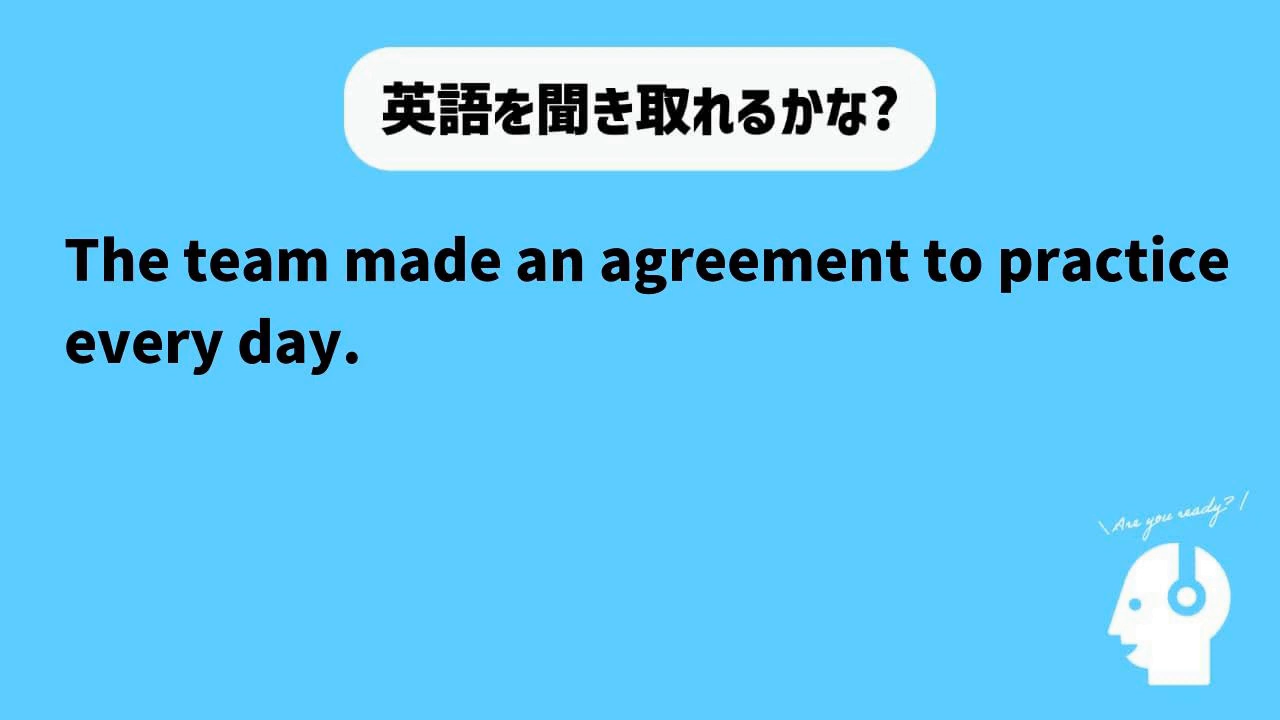 英語を聞き取れるかな?
The team made an agreement to practice
every day.
\Are you ready? /